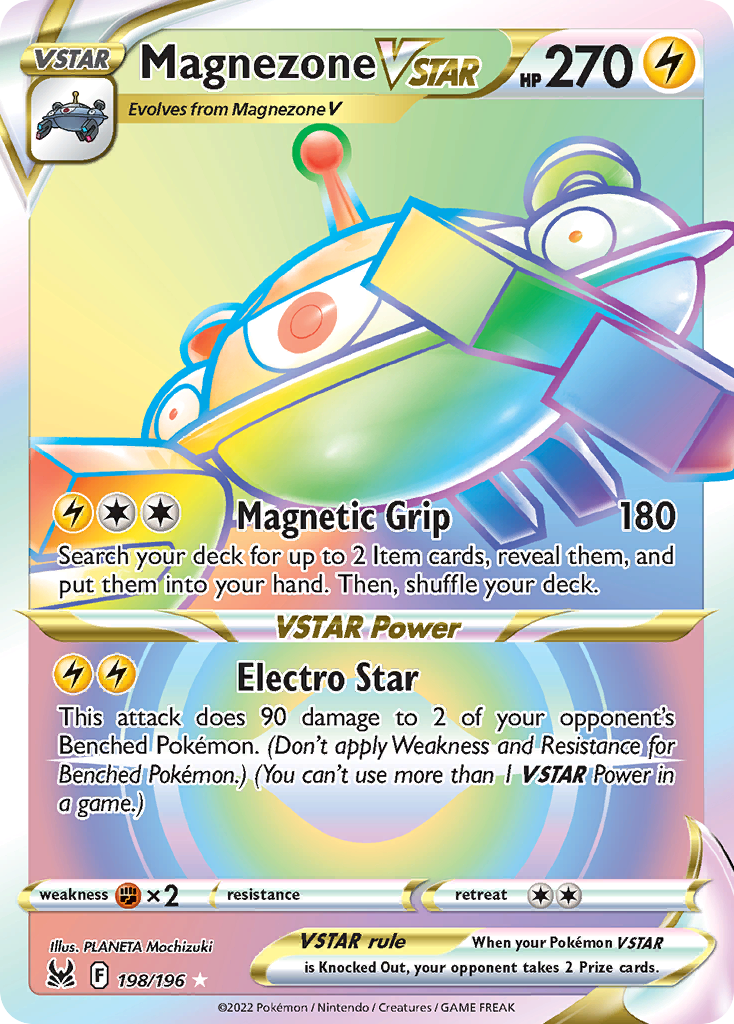 VSTAR Magnezone VSTAR HP 270
Evolves from Magnezone V
Magnetic Grip 180
Search your deck for up to 2 Item cards, reveal them, and
put them into your hand. Then, shuffle your deck.
VSTAR Power
Electro Star
This attack does 90 damage to 2 of your opponent's
Benched Pokémon. (Don't apply Weakness and Resistance for
Benched Pokémon.) (You can't use more than 1 VSTAR Power in
a game.)
weakness ×2 resistance retreat
Illus. PLANETA Mochizuki
VSTAR rule When your Pokémon VSTAR
is Knocked Out, your opponent takes 2 Prize cards.
F 198/196
©2022 Pokémon / Nintendo / Creatures / GAME FREAK